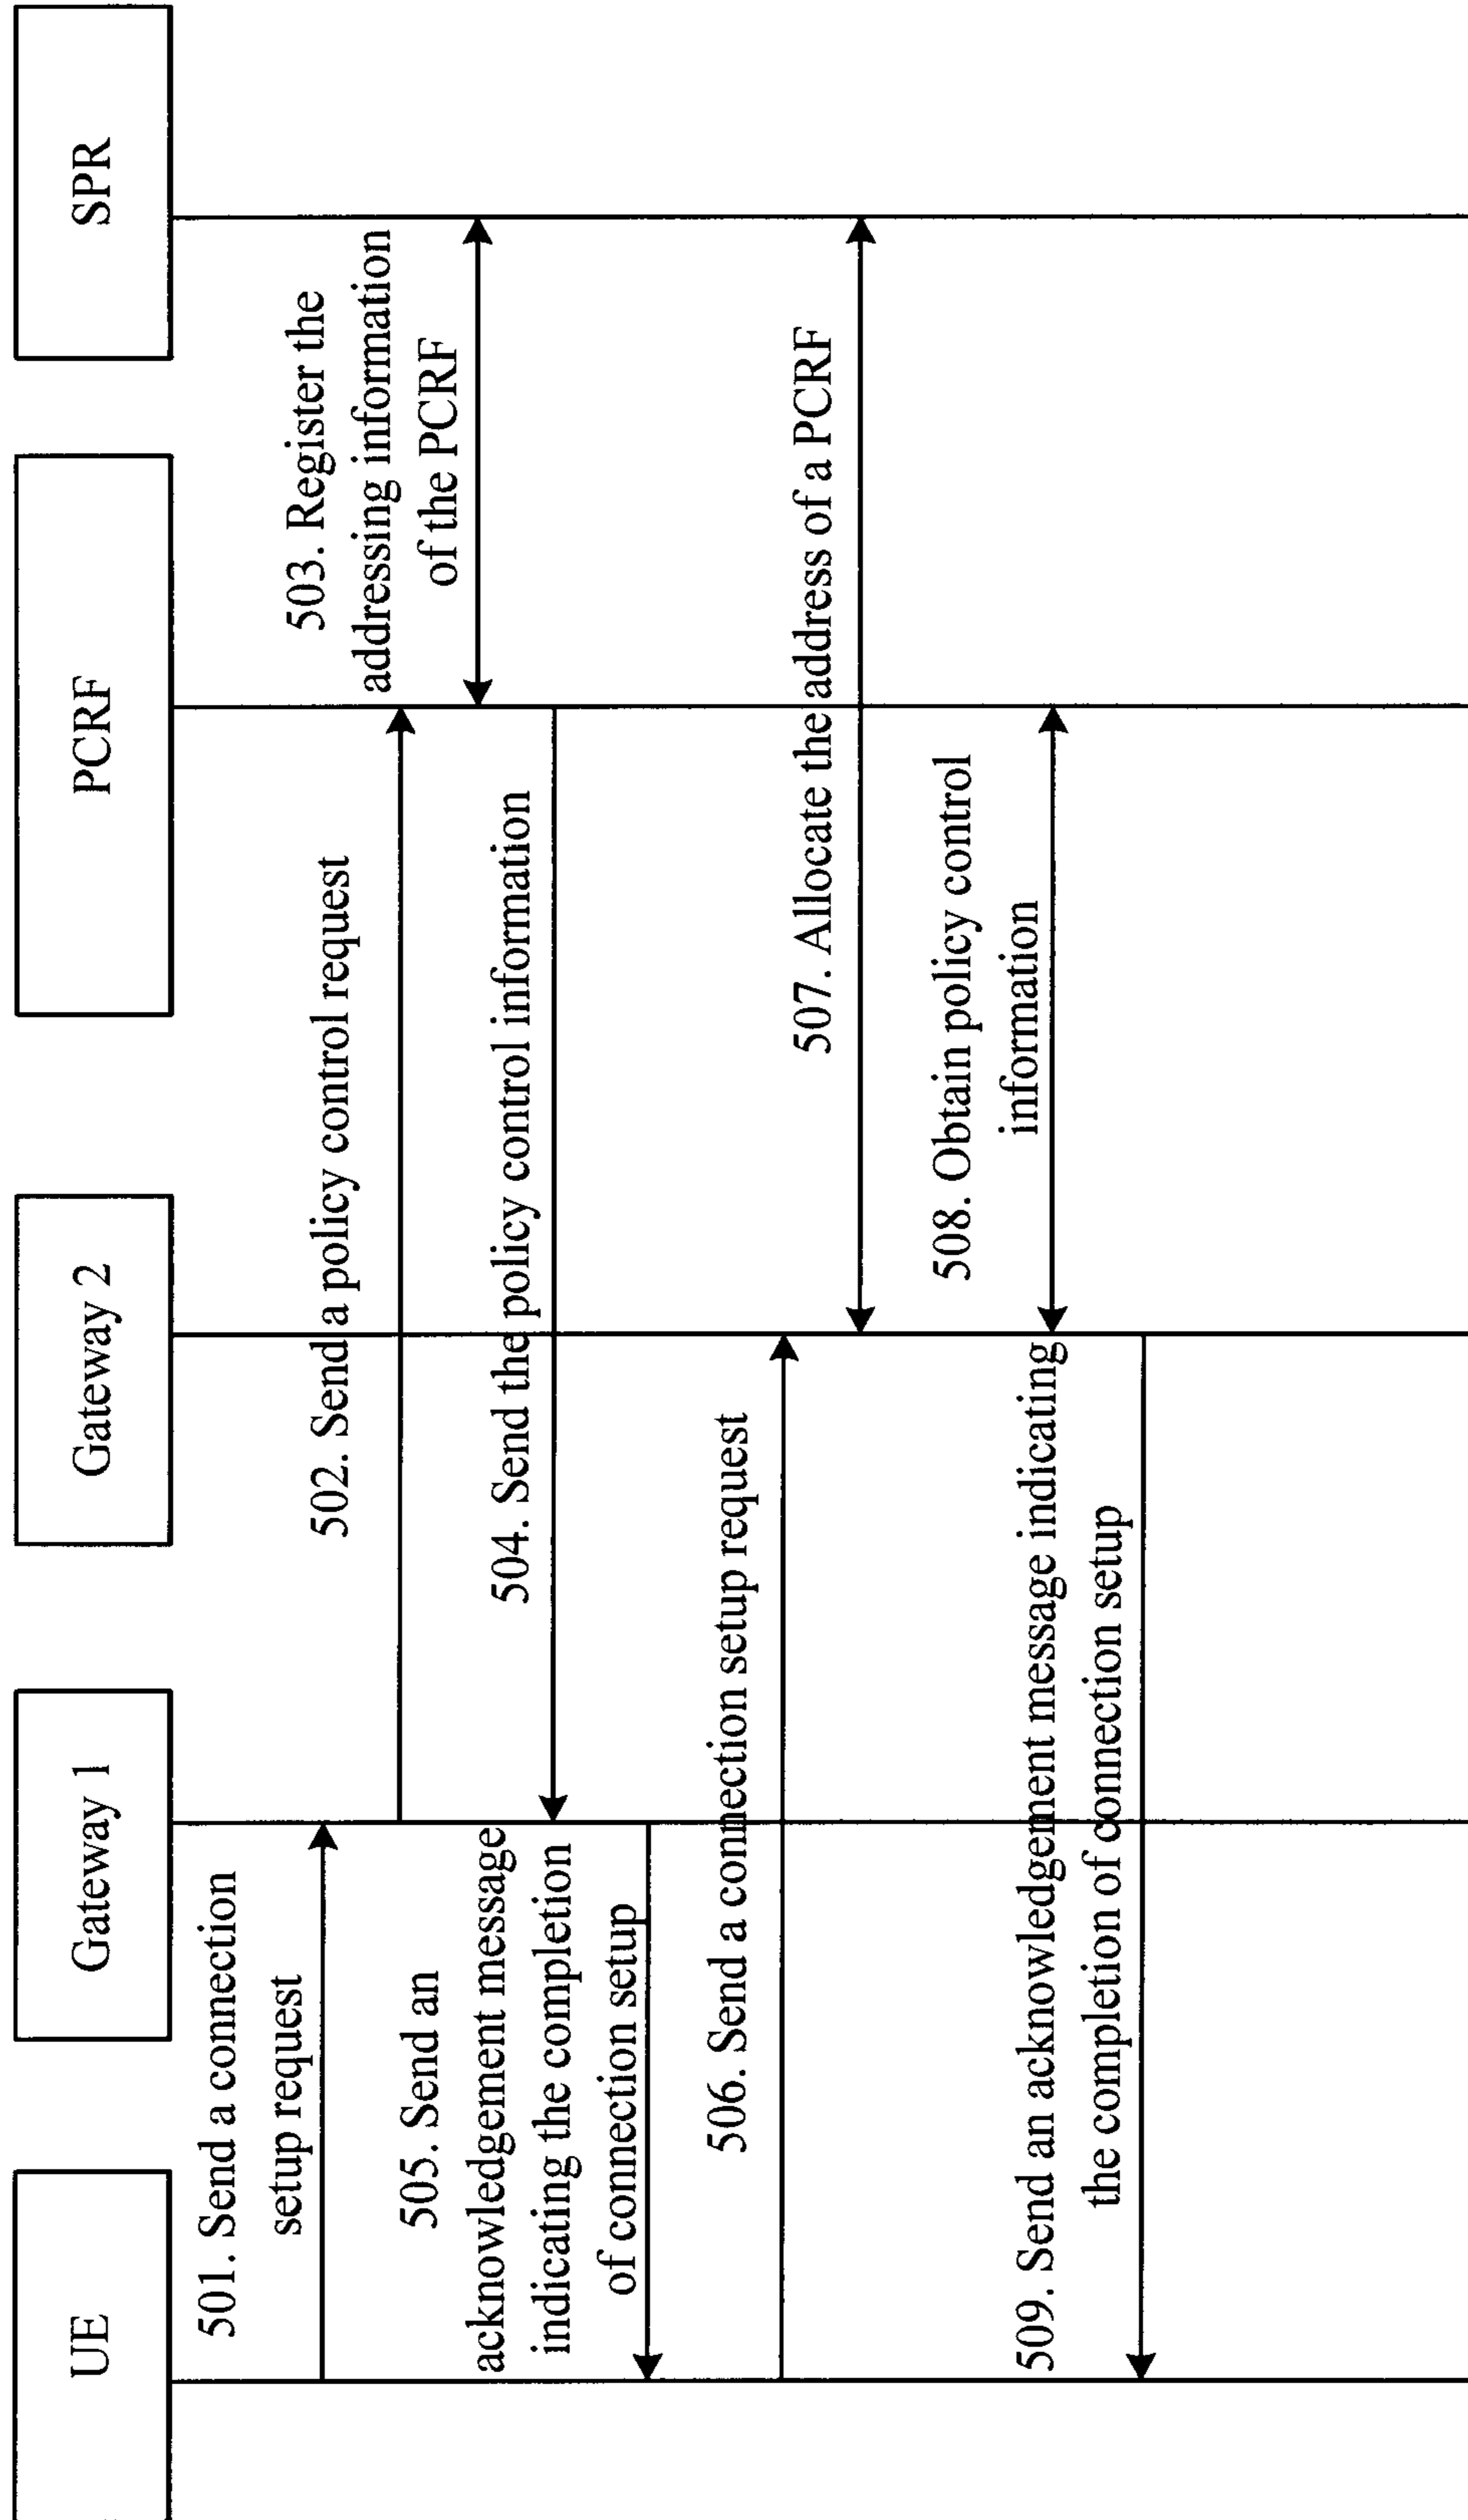 UE
Gateway 1
Gateway 2
PCRF
SPR
501. Send a connection
setup request
502. Send a policy control request
503. Register the
addressing information
of the PCRF
504. Send the policy control information
505. Send an
acknowledgement message
indicating the completion
of connection setup
506. Send a connection setup request
507. Allocate the address of a PCRF
508. Obtain policy control
information
509. Send an acknowledgement message indicating
the completion of connection setup